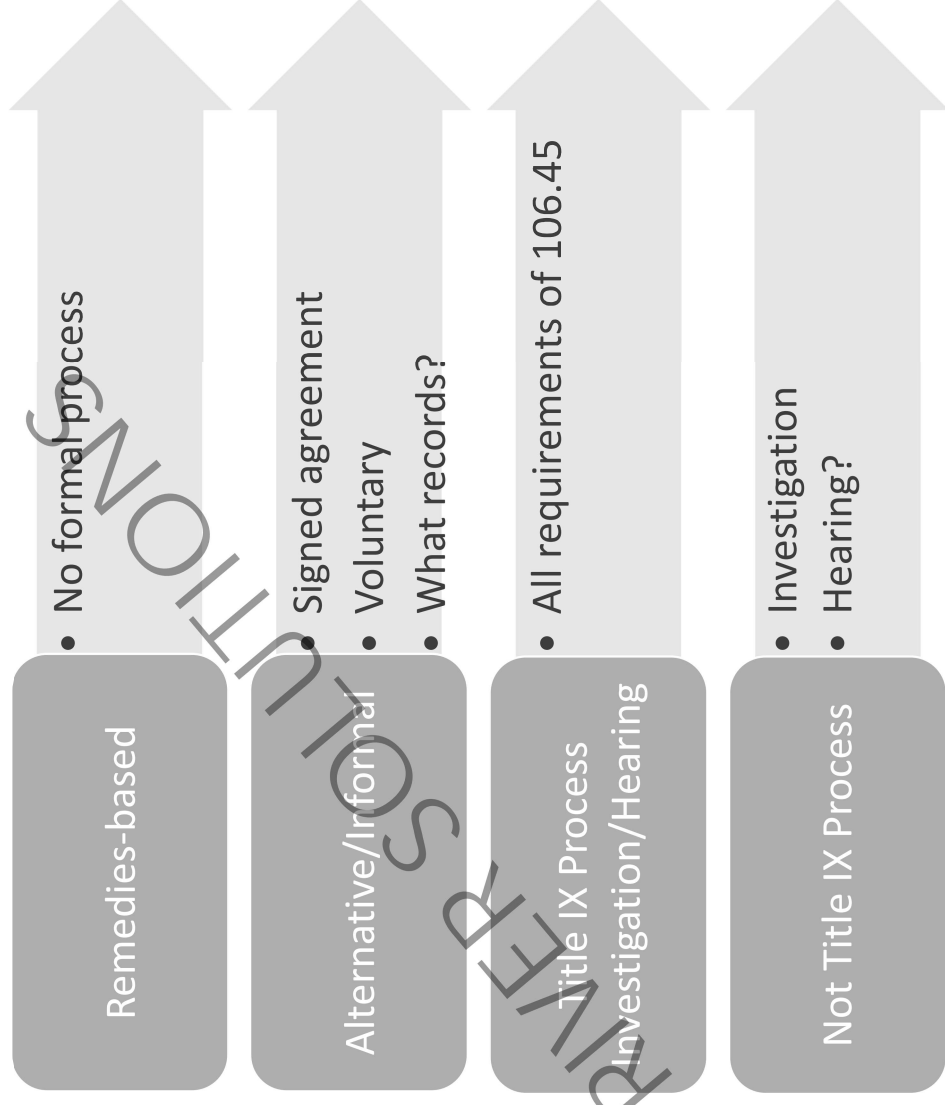 Remedies-based
• No formal process
Alternative/Informal
• Signed agreement
• Voluntary
• What records?
Title IX Process
Investigation/Hearing
• All requirements of 106.45
Not Title IX Process
• Investigation
• Hearing?
RIVER SOLUTIONS